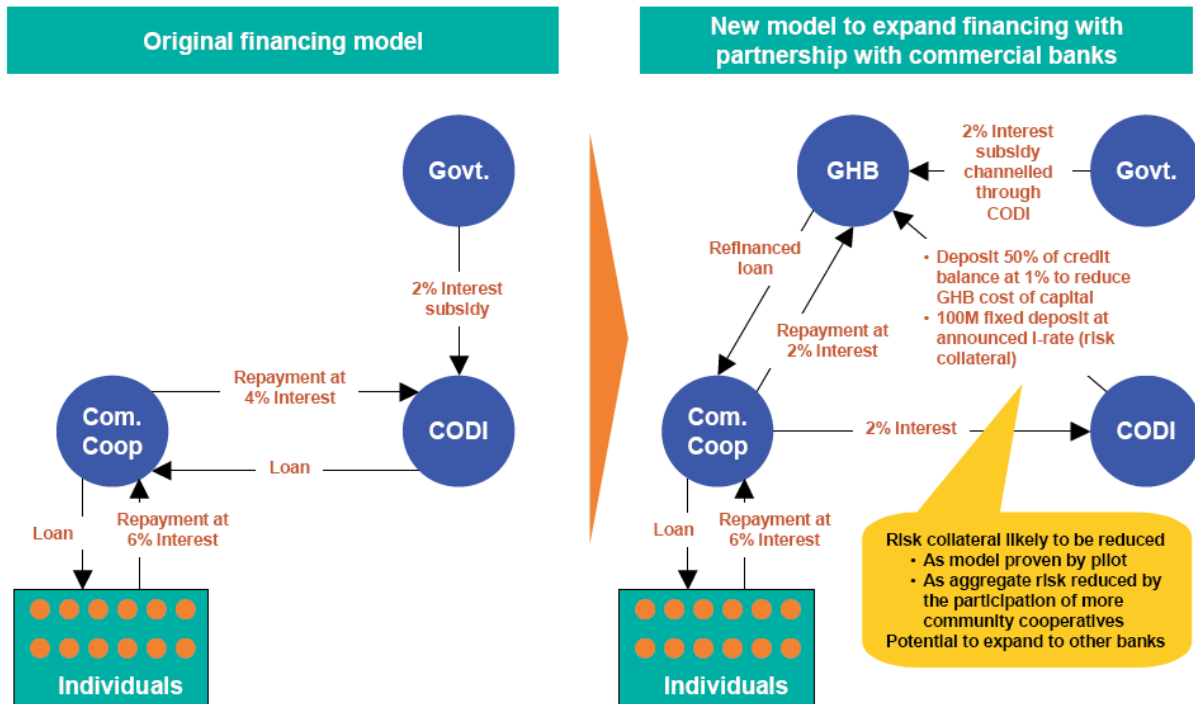 Original financing model
Govt.
2% Interest
subsidy
Repayment at
4% Interest
Com.
Coop
CODI
Loan
Loan
Repayment at
6% Interest
Individuals
New model to expand financing with
partnership with commercial banks
GHB
2% Interest
subsidy
channelled
through
CODI
Govt.
Refinanced
loan
• Deposit 50% of credit
balance at 1% to reduce
GHB cost of capital
• 100M fixed deposit at
announced I-rate (risk
collateral)
Repayment at
2% Interest
Com.
Coop
2% Interest
CODI
Loan
Repayment at
6% Interest
Individuals
Risk collateral likely to be reduced
• As model proven by pilot
• As aggregate risk reduced by
the participation of more
community cooperatives
Potential to expand to other banks